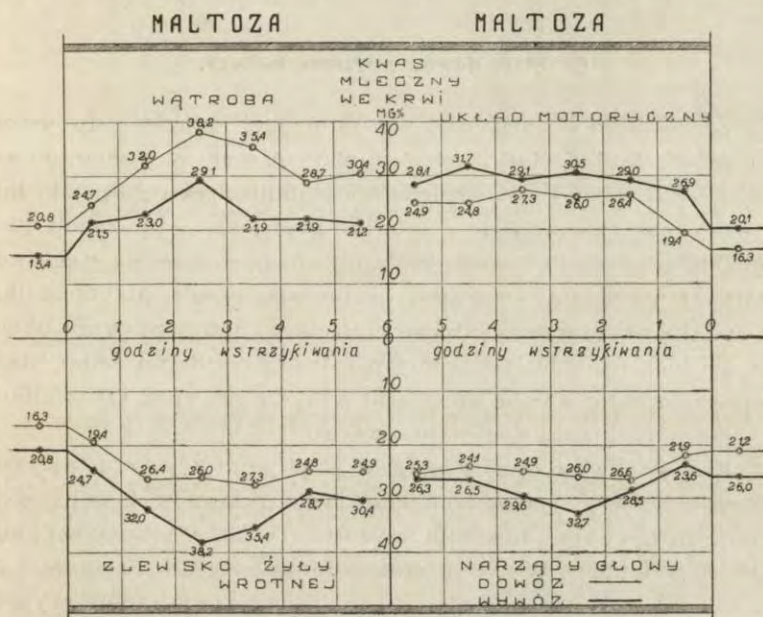 MALTOZA MALTOZA
KWAS
MLECZNY
WE KRWI
MG%
WĄTROBA
UKŁAD MOTORYCZNY
40
30
20
10
0
10
20
30
40
20,8 24,7 32,0 38,2 35,4 28,7 30,4
15,4 21,5 23,0 29,1 21,9 21,9 21,2
28,1 31,7 29,1 30,5 29,0 26,9 20,1
24,9 24,8 27,3 26,0 26,4 19,4 16,3
0 1 2 3 4 5 5 4 3 2 1 0
godziny wstrzykiwania godziny wstrzykiwania
16,3 19,4 26,4 26,0 27,3 24,8 24,9
20,8 24,7 32,0 38,2 35,4 28,7 30,4
25,3 24,1 24,9 26,0 26,6 21,9 21,2
26,3 26,5 29,6 32,7 28,5 23,6 26,0
ZLEWISKO ŻYŁY
WROTNEJ
NARZĄDY GŁOWY
DOWÓZ
WYWÓZ